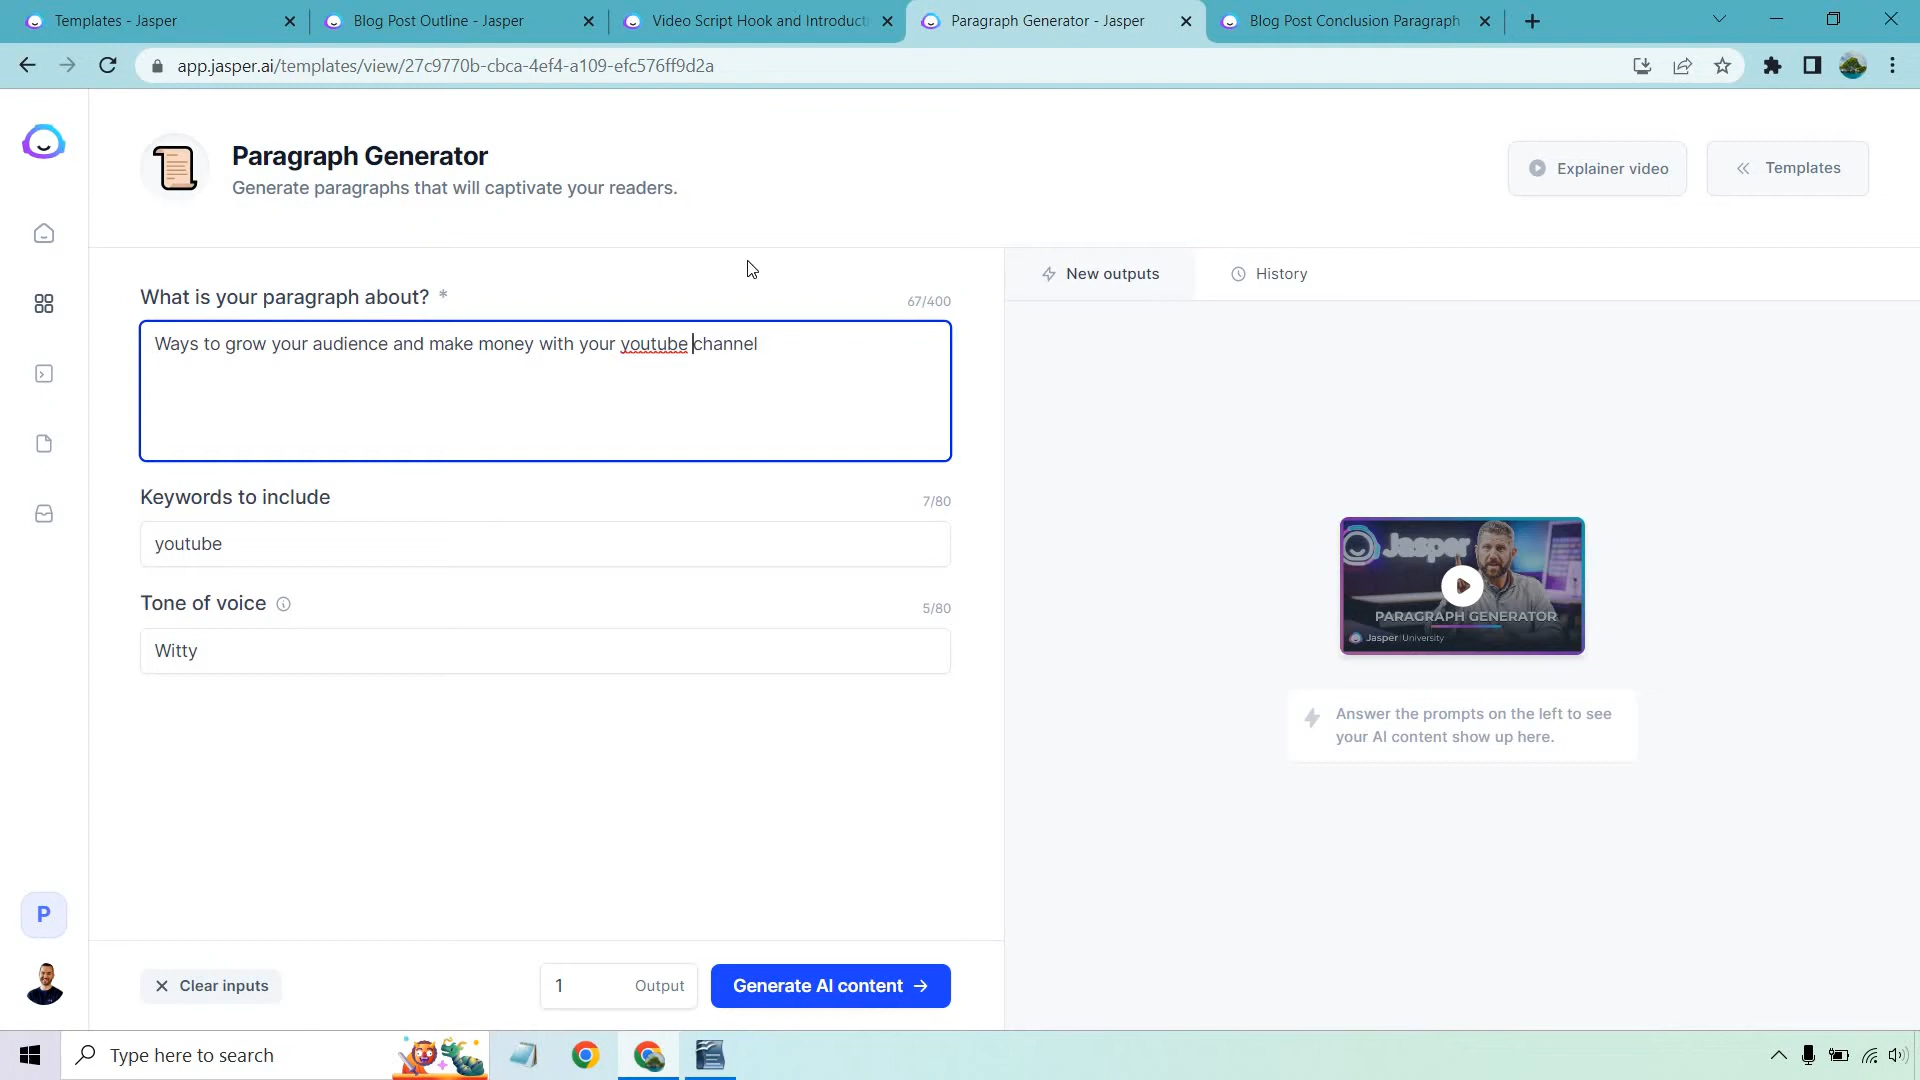 Templates - Jasper
Blog Post Outline - Jasper
Video Script Hook and Introduct
Paragraph Generator - Jasper
Blog Post Conclusion Paragraph
app.jasper.ai/templates/view/27c9770b-cbca-4ef4-a109-efc576ff9d2a
Paragraph Generator
Generate paragraphs that will captivate your readers.
Explainer video
Templates
What is your paragraph about? *
67/400
Ways to grow your audience and make money with your youtube channel
Keywords to include
7/80
youtube
Tone of voice
5/80
Witty
New outputs
History
Jasper
PARAGRAPH GENERATOR
Jasper University
Answer the prompts on the left to see
your AI content show up here.
P
Clear inputs
1
Output
Generate AI content
Type here to search